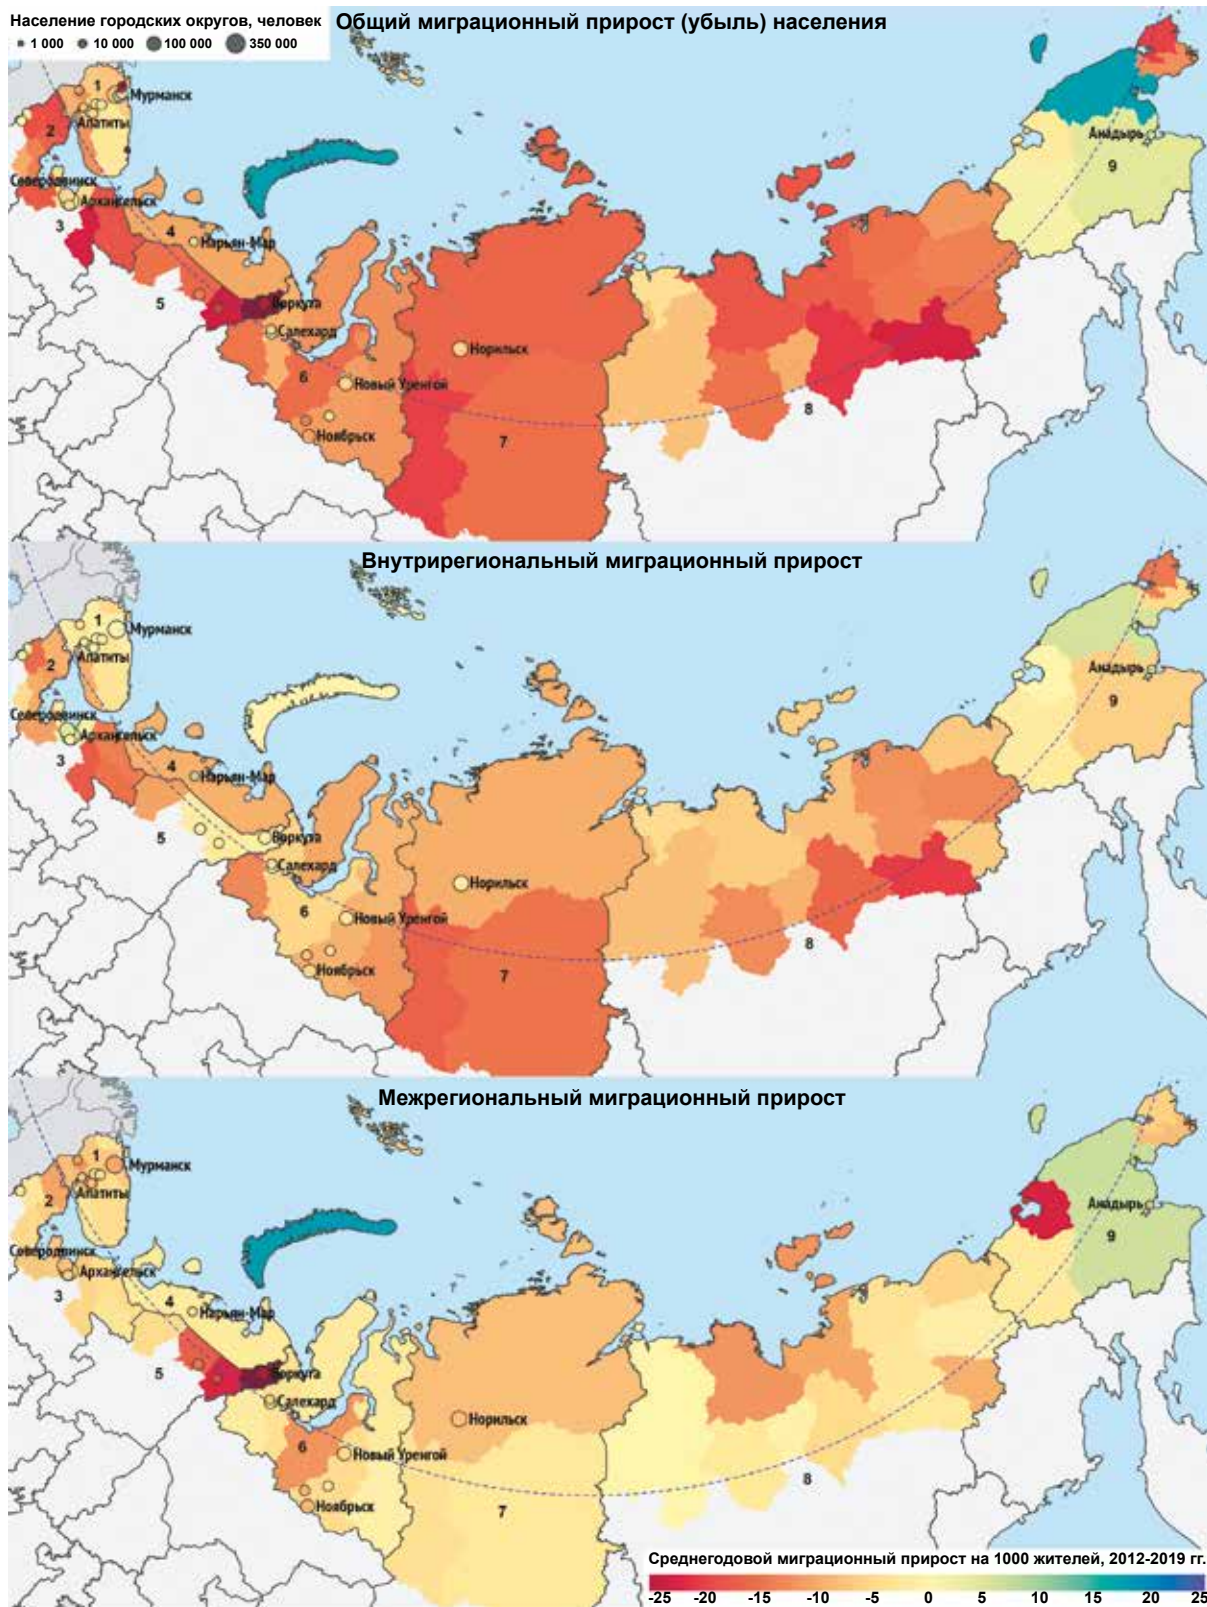 Население городских округов, человек
1 000 10 000 100 000 350 000
Общий миграционный прирост (убыль) населения
1
Мурманск
Апатиты
2
Северодвинск
Архангельск
3
4
Нарьян-Мар
5
Воркута
Салехард
6
Новый Уренгой
Ноябрьск
Норильск
7
8
Анадырь
9
Внутрирегиональный миграционный прирост
1
Мурманск
Апатиты
2
Северодвинск
Архангельск
3
4
Нарьян-Мар
5
Воркута
Салехард
6
Новый Уренгой
Ноябрьск
Норильск
7
8
Анадырь
9
Межрегиональный миграционный прирост
1
Мурманск
Апатиты
2
Северодвинск
Архангельск
3
4
Нарьян-Мар
5
Воркута
Салехард
6
Новый Уренгой
Ноябрьск
Норильск
7
8
Анадырь
9
Среднегодовой миграционный прирост на 1000 жителей, 2012-2019 гг.
-25 -20 -15 -10 -5 0 5 10 15 20 25